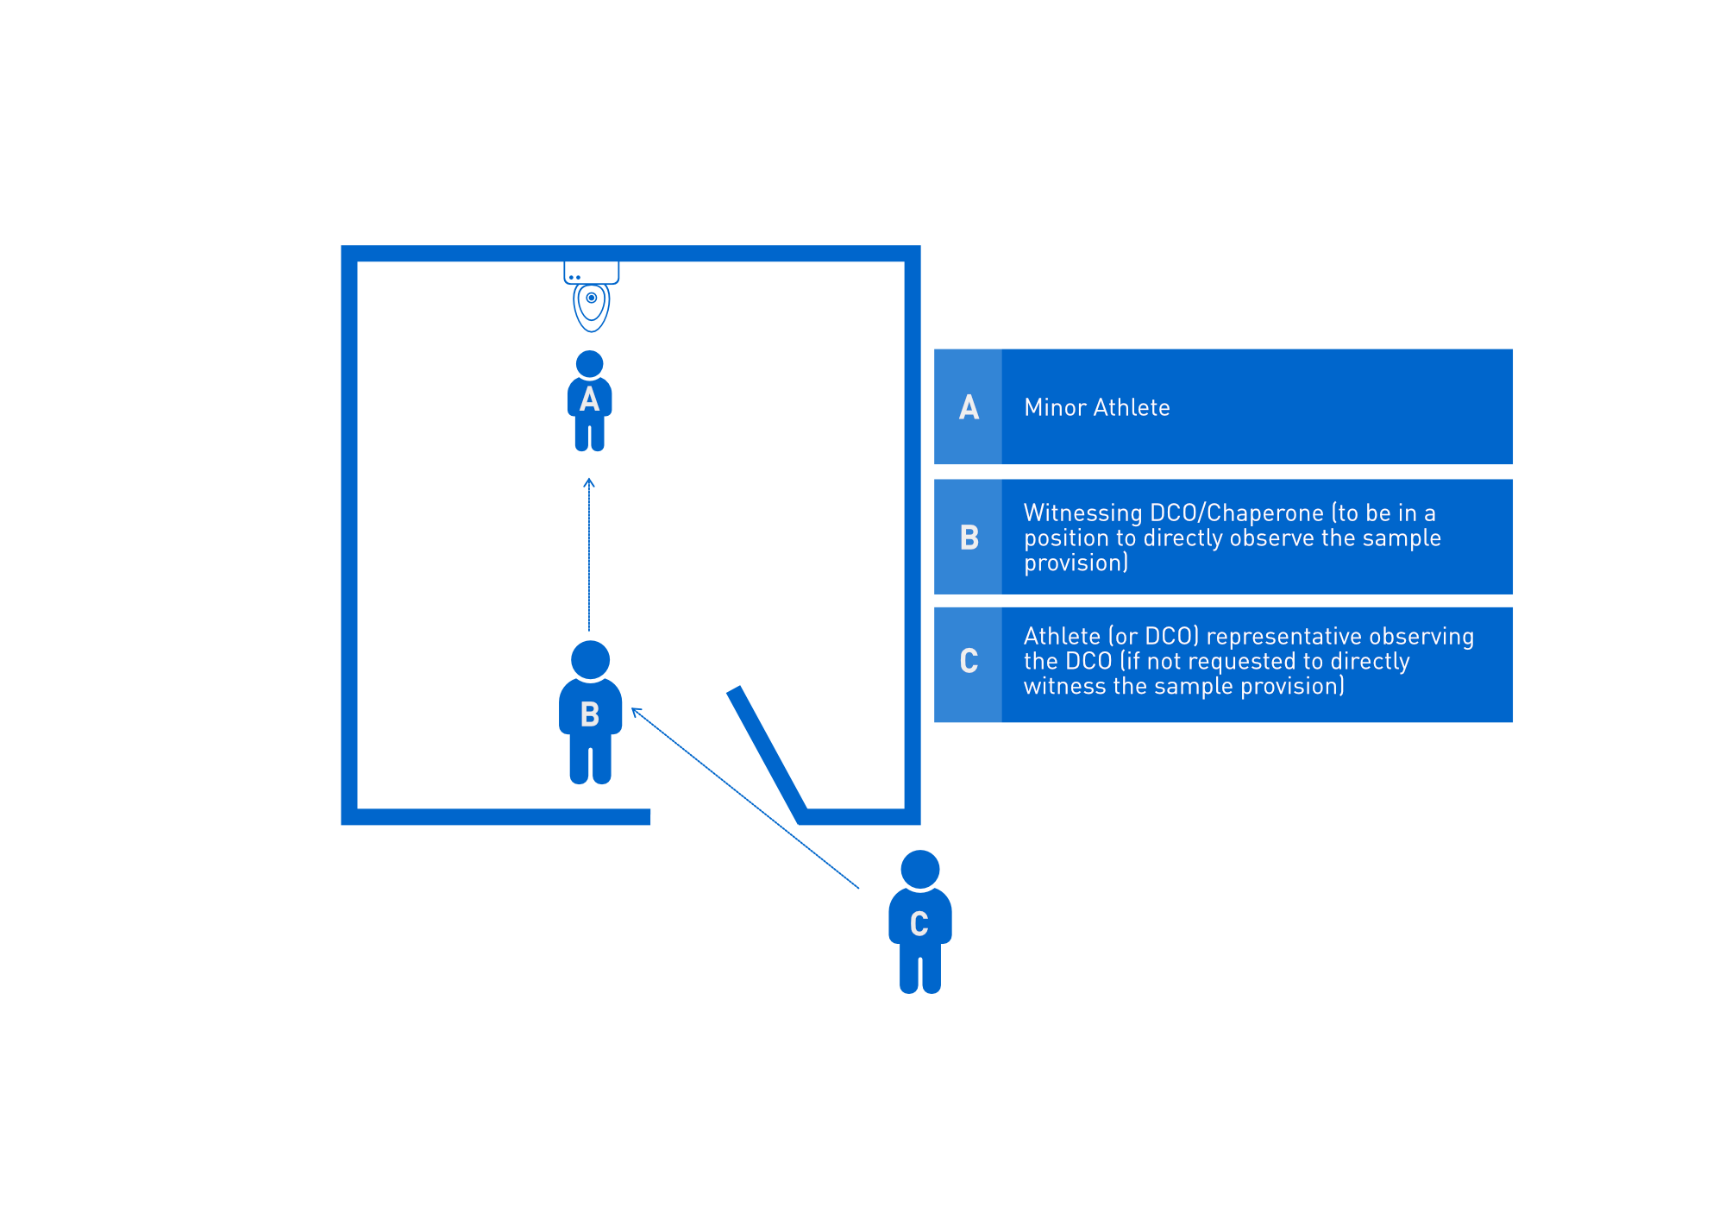 A
B
C
A
Minor Athlete
B
Witnessing DCO/Chaperone (to be in a
position to directly observe the sample
provision)
C
Athlete (or DCO) representative observing
the DCO (if not requested to directly
witness the sample provision)